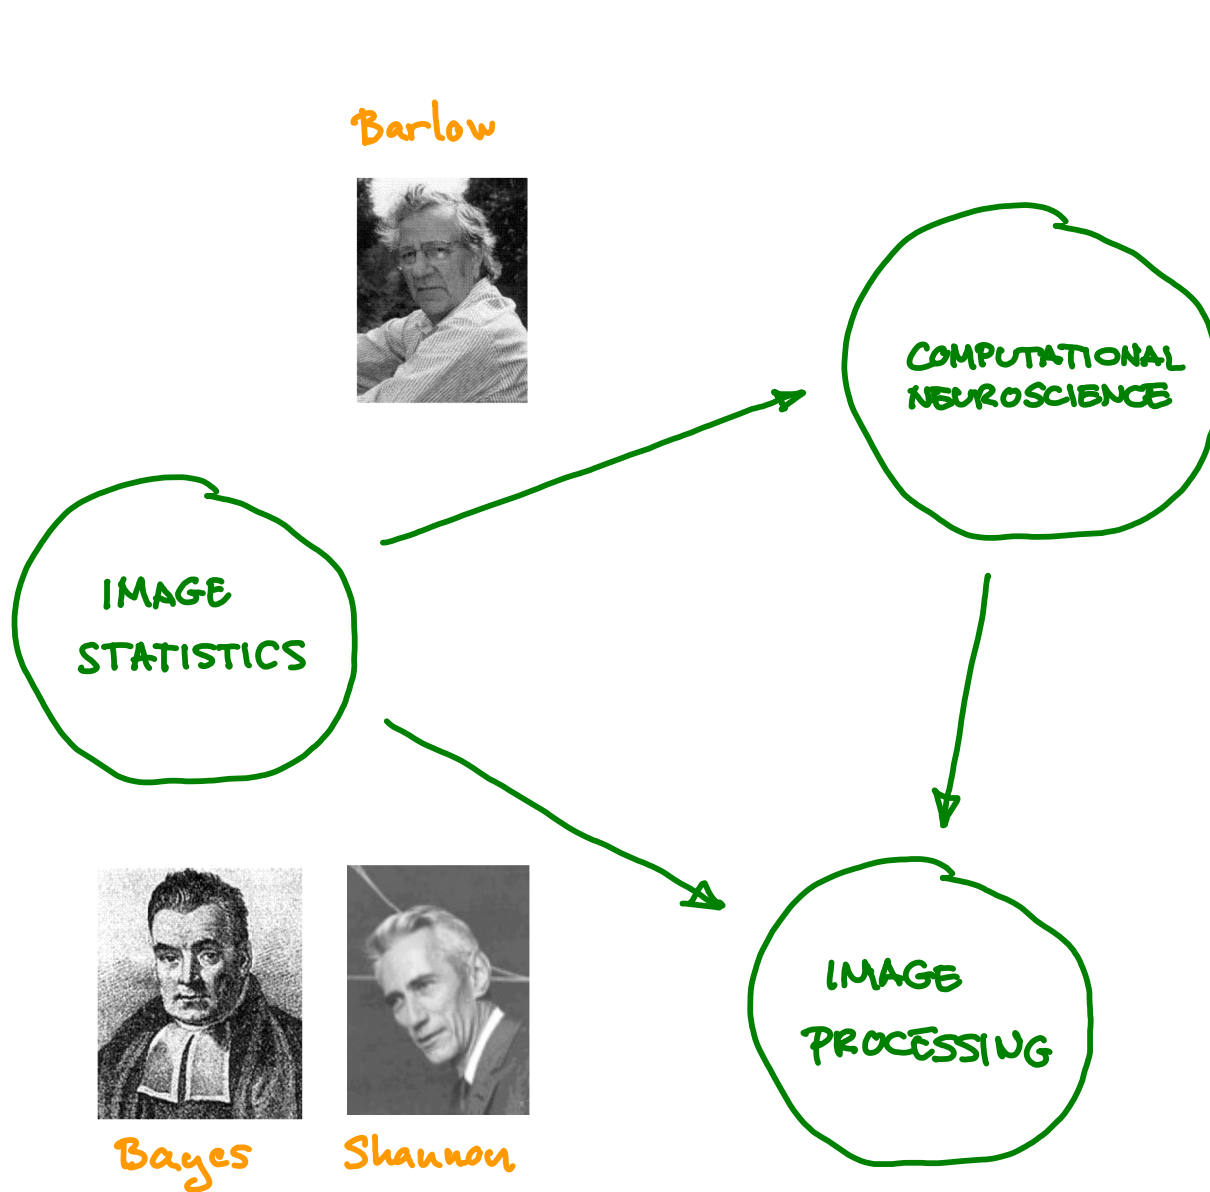 Barlow
COMPUTATIONAL
NEUROSCIENCE
IMAGE
STATISTICS
IMAGE
PROCESSING
Bayes
Shannon